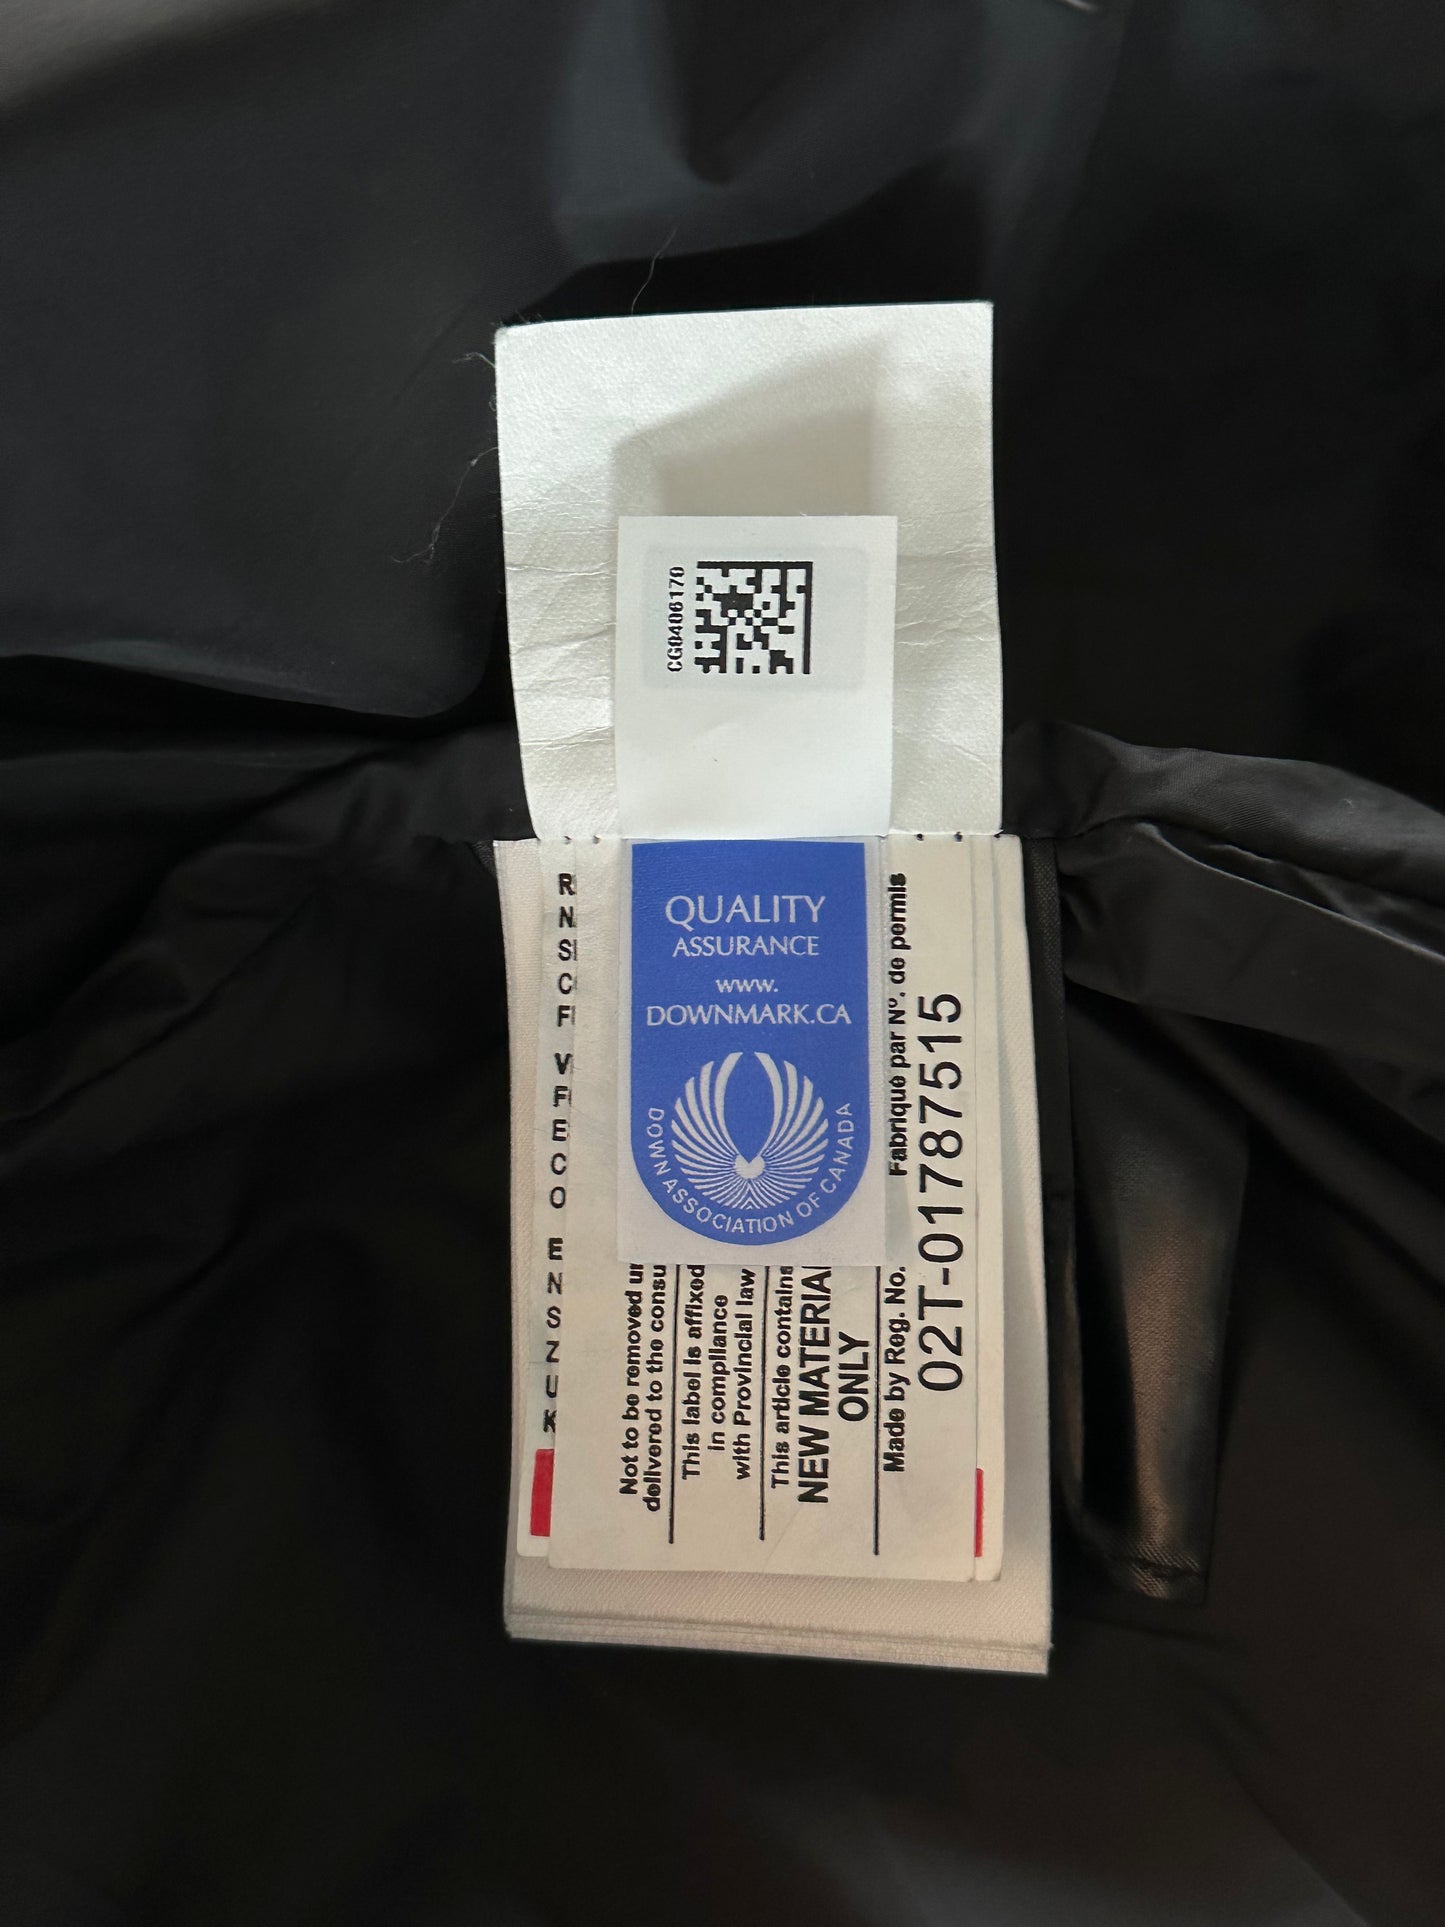 CG0406170
QUALITY
ASSURANCE
www.
DOWNMARK.CA
DOWN ASSOCIATION OF CANADA
R
N
S
C
F
V
F
E
C
O
E
N
S
Z
U
K
Not to be removed
delivered to the
This label is affixed
in compliance
with Provincial law
This article contains
NEW MATERIAL
ONLY
Made by Reg. No. Fabriqué par Nº. de permis
02T-01787515